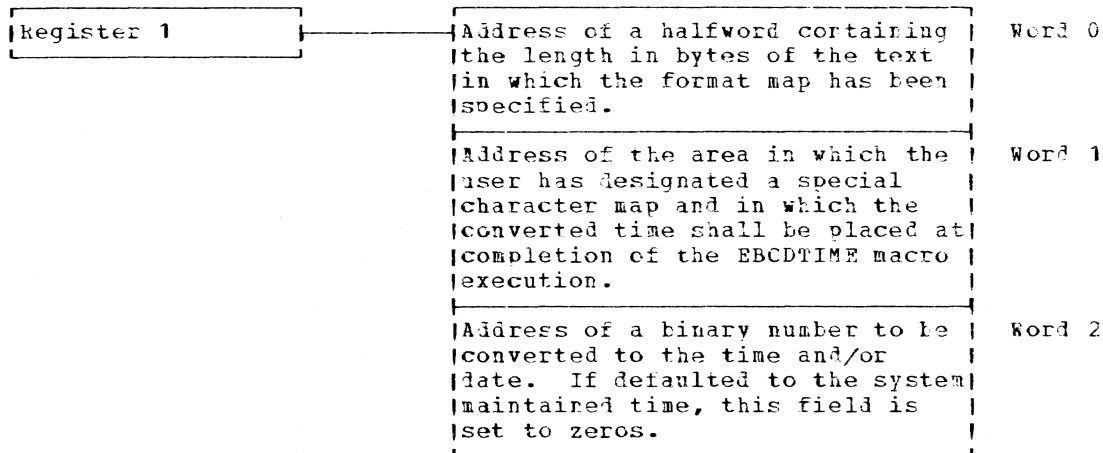 Register 1
Address of a halfword containing Word 0
the length in bytes of the text
in which the format map has been
specified.
Address of the area in which the Word 1
user has designated a special
character map and in which the
converted time shall be placed at
completion of the EBCDTIME macro
execution.
Address of a binary number to be Word 2
converted to the time and/or
date. If defaulted to the system
maintained time, this field is
set to zeros.